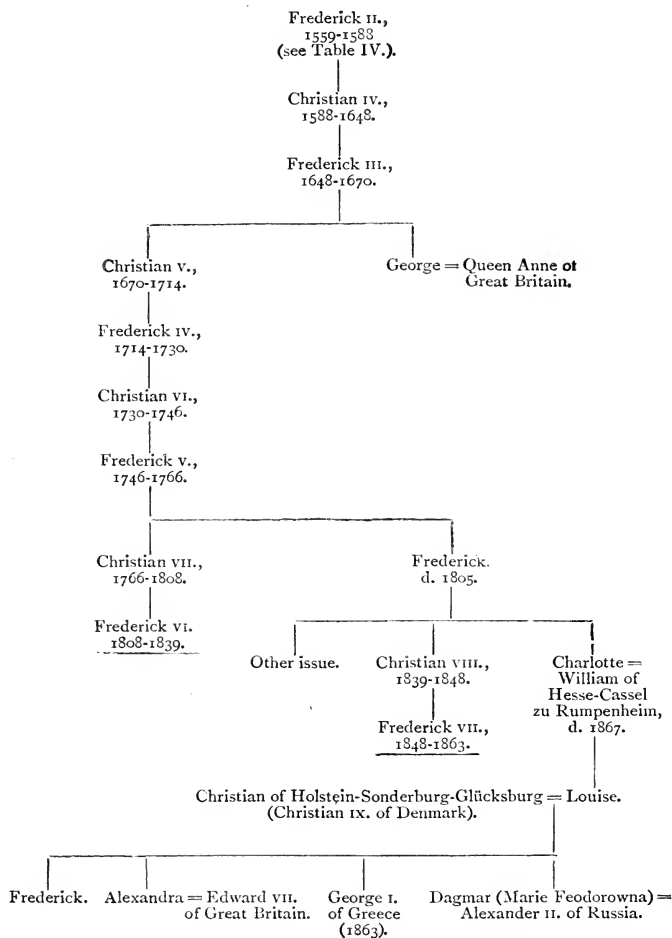 Frederick II.,
1559-1588
(see Table IV.).
Christian IV.,
1588-1648.
Frederick III.,
1648-1670.
Christian V.,
1670-1714.
George = Queen Anne of
Great Britain.
Frederick IV.,
1714-1730.
Christian VI.,
1730-1746.
Frederick V.,
1746-1766.
Christian VII.,
1766-1808.
Frederick.
d. 1805.
Frederick VI.
1808-1839.
Other issue.
Christian VIII.,
1839-1848.
Charlotte =
William of
Hesse-Cassel
zu Rumpenheim,
d. 1867.
Frederick VII.,
1848-1863.
Christian of Holstein-Sonderburg-Glücksburg = Louise.
(Christian IX. of Denmark).
Frederick.
Alexandra = Edward VII.
of Great Britain.
George I.
of Greece
(1863).
Dagmar (Marie Feodorowna) =
Alexander II. of Russia.